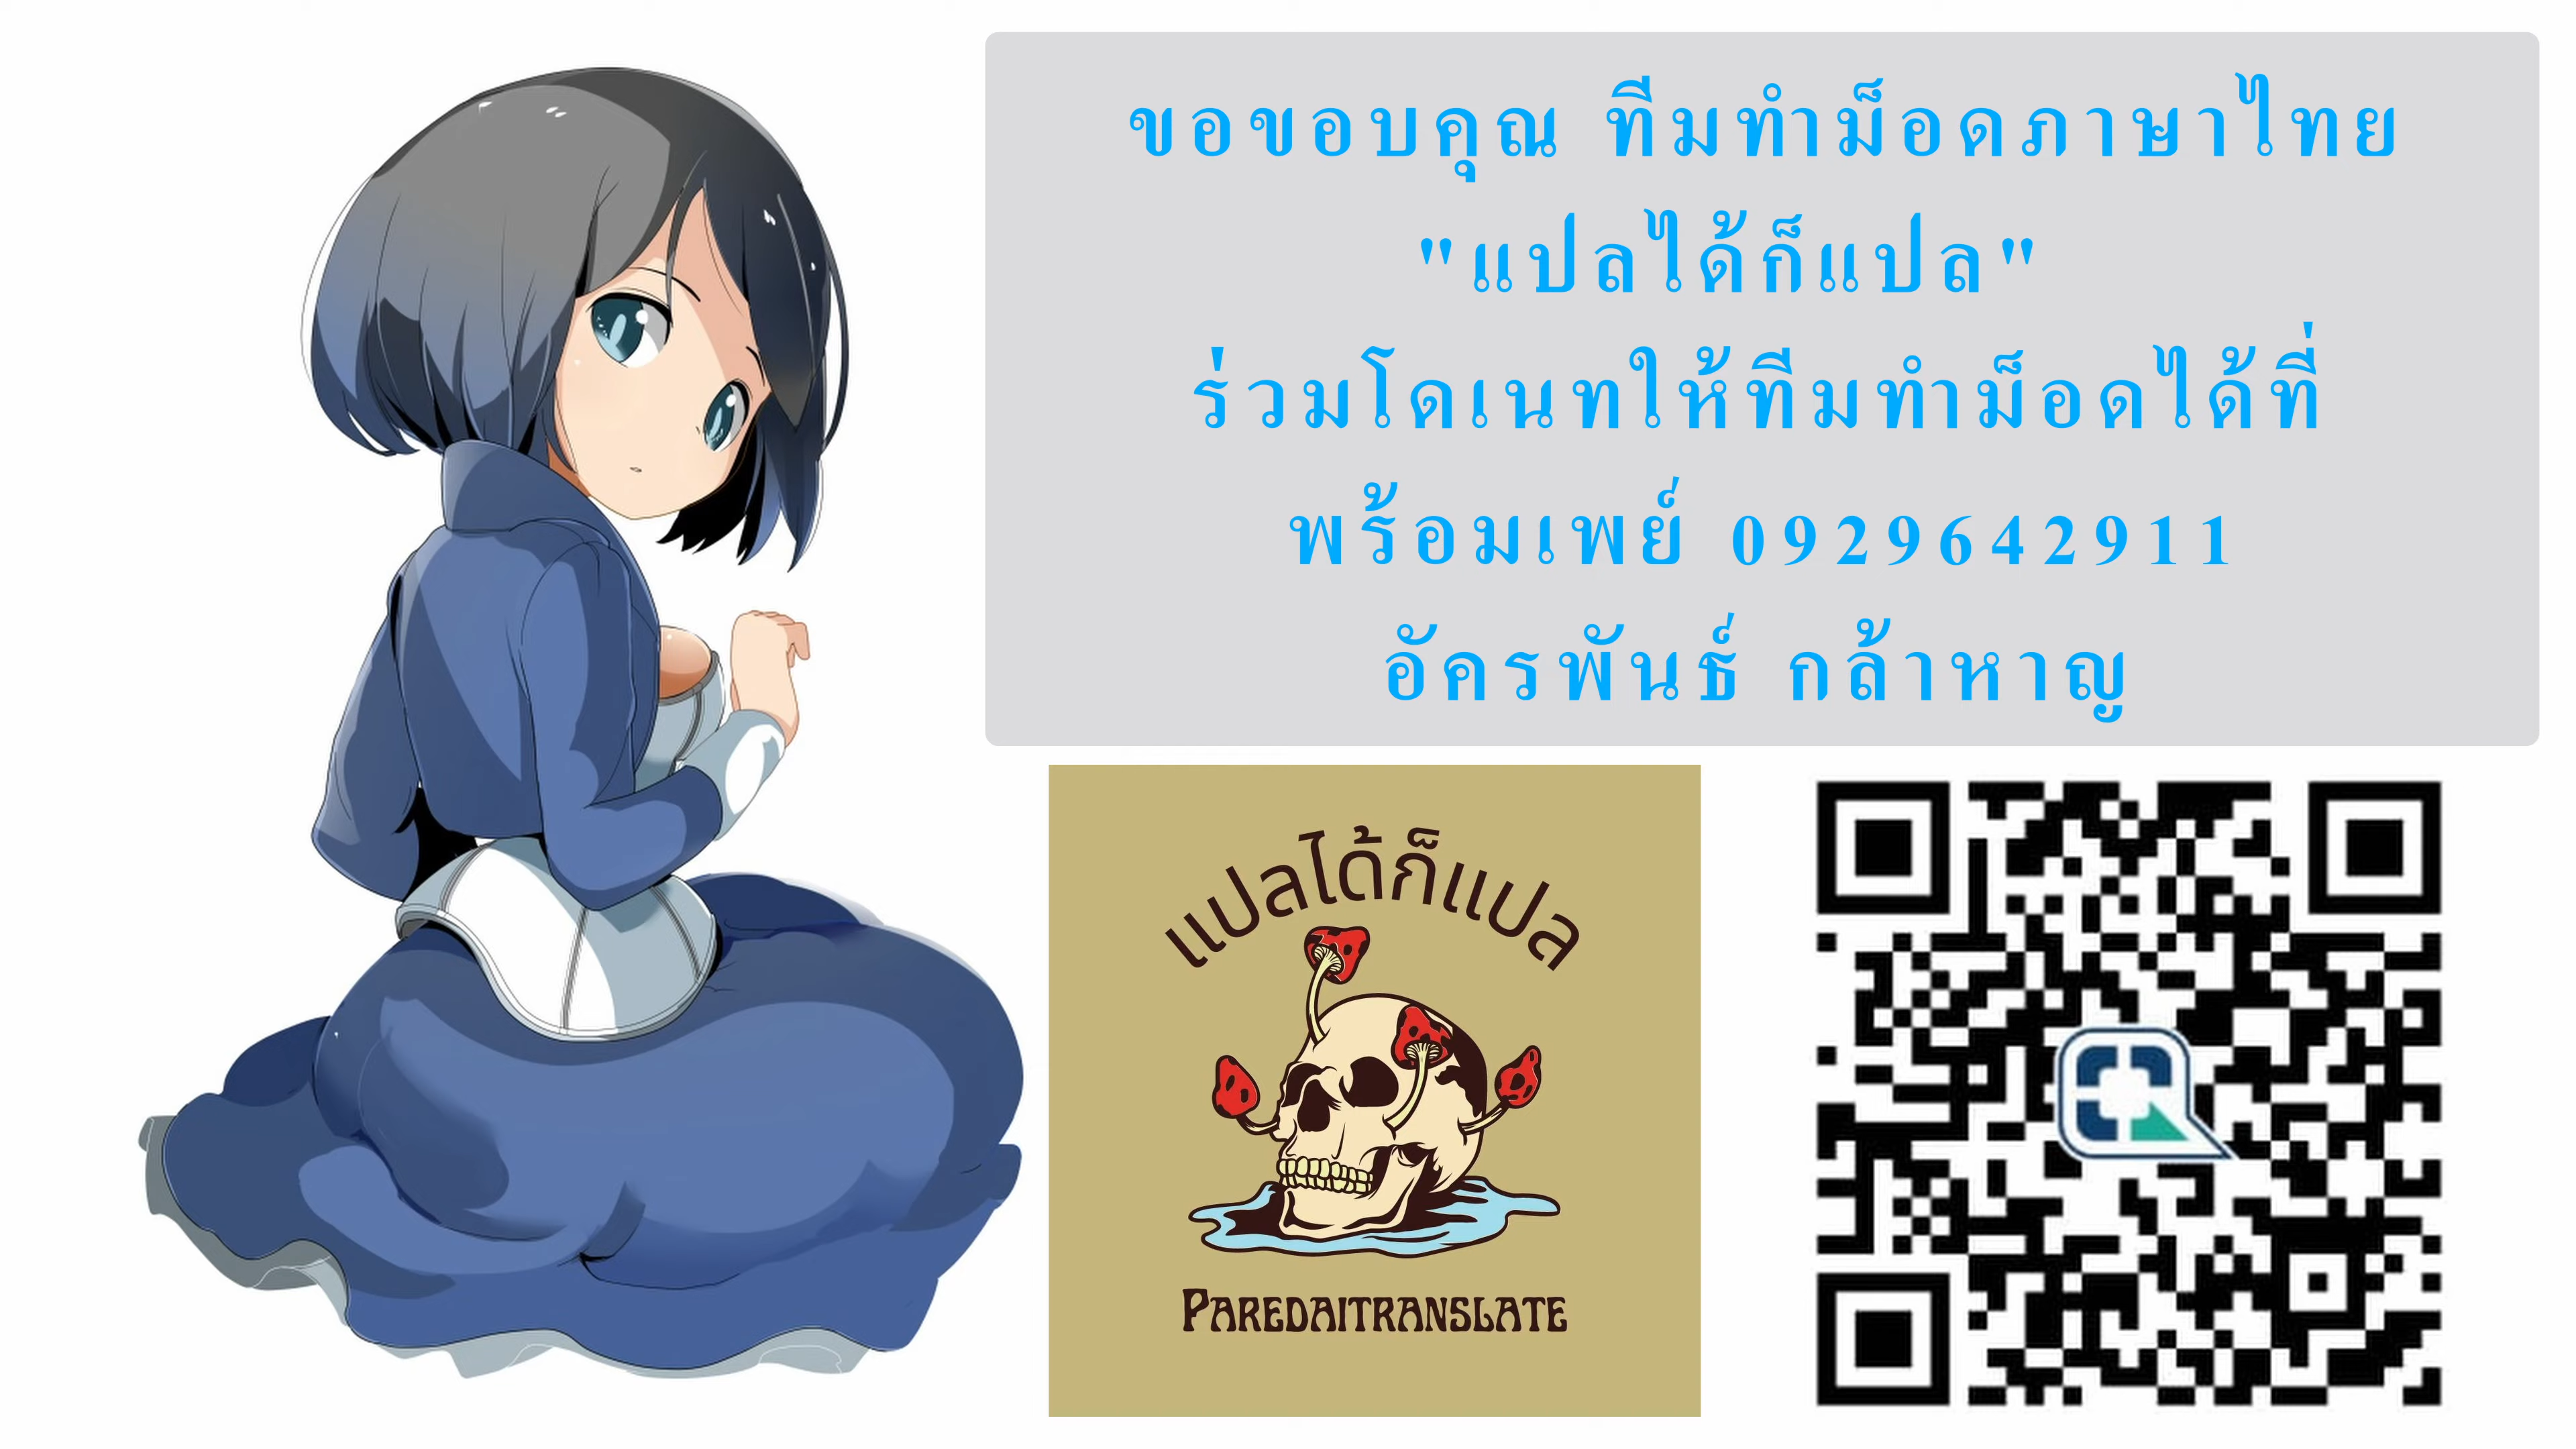 ขอขอบคุณ ทีมทำม็อดภาษาไทย
"แปลได้ก็แปล"
ร่วมโดเนทให้ทีมทำม็อดได้ที่
พร้อมเพย์ 0929642911
อัครพันธ์ กล้าหาญ
แปลได้ก็แปล
PAREDAITRANSLATE